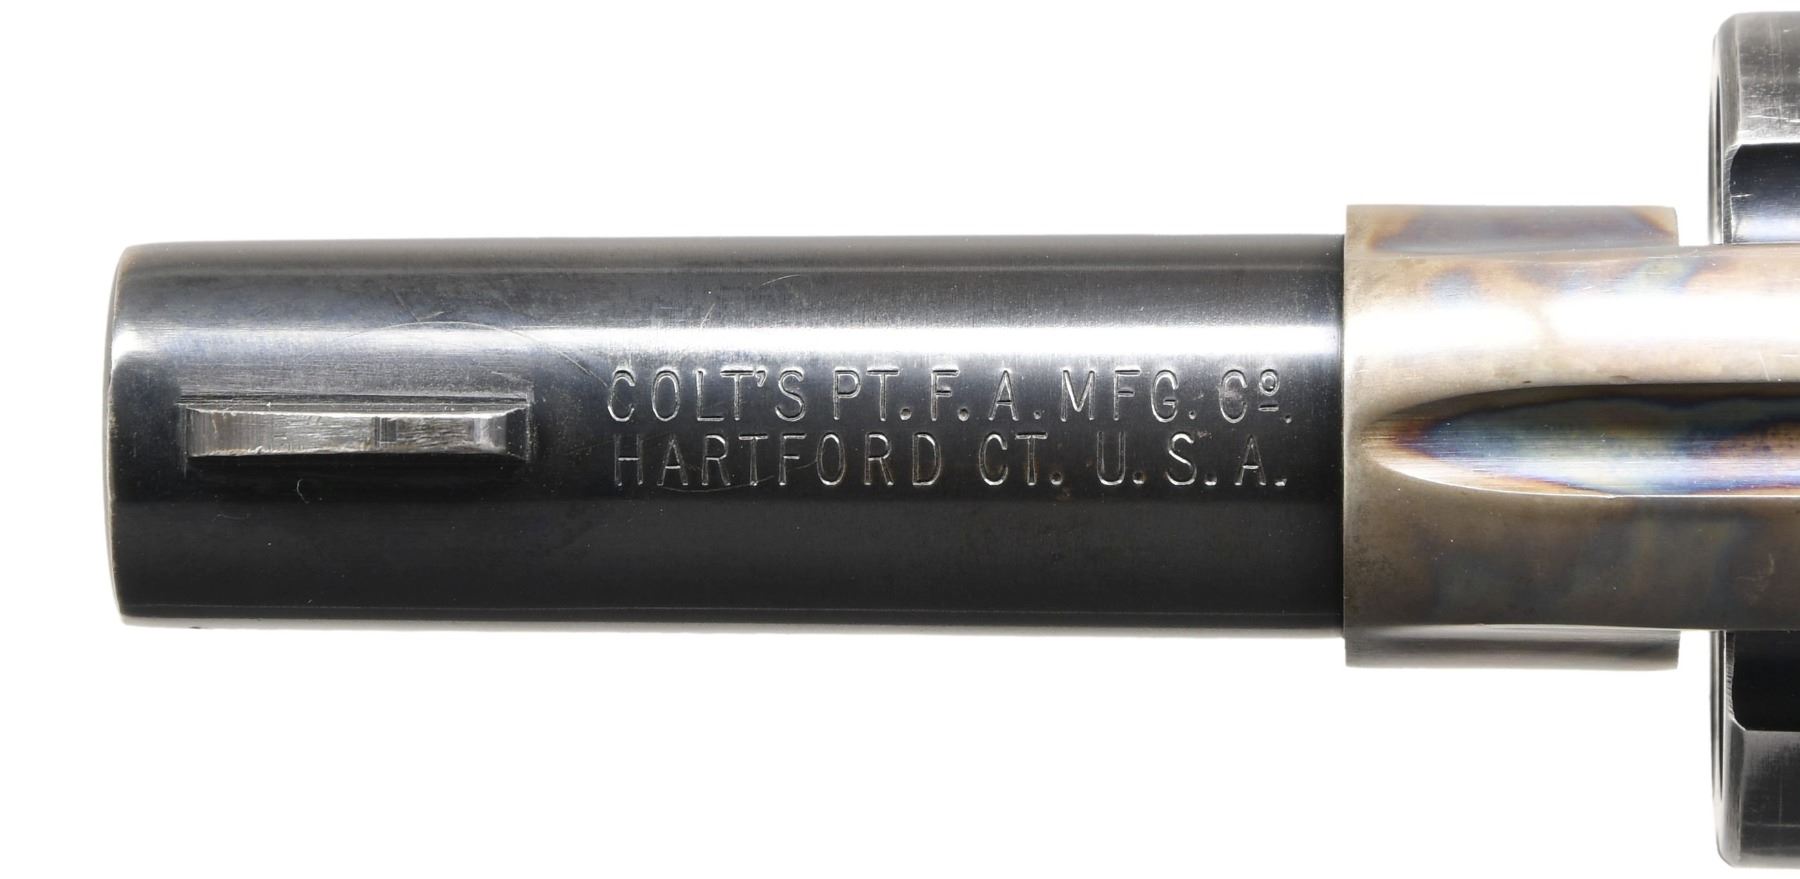 COLT'S PT. F. A. MFG. Cº.
HARTFORD CT. U. S. A.